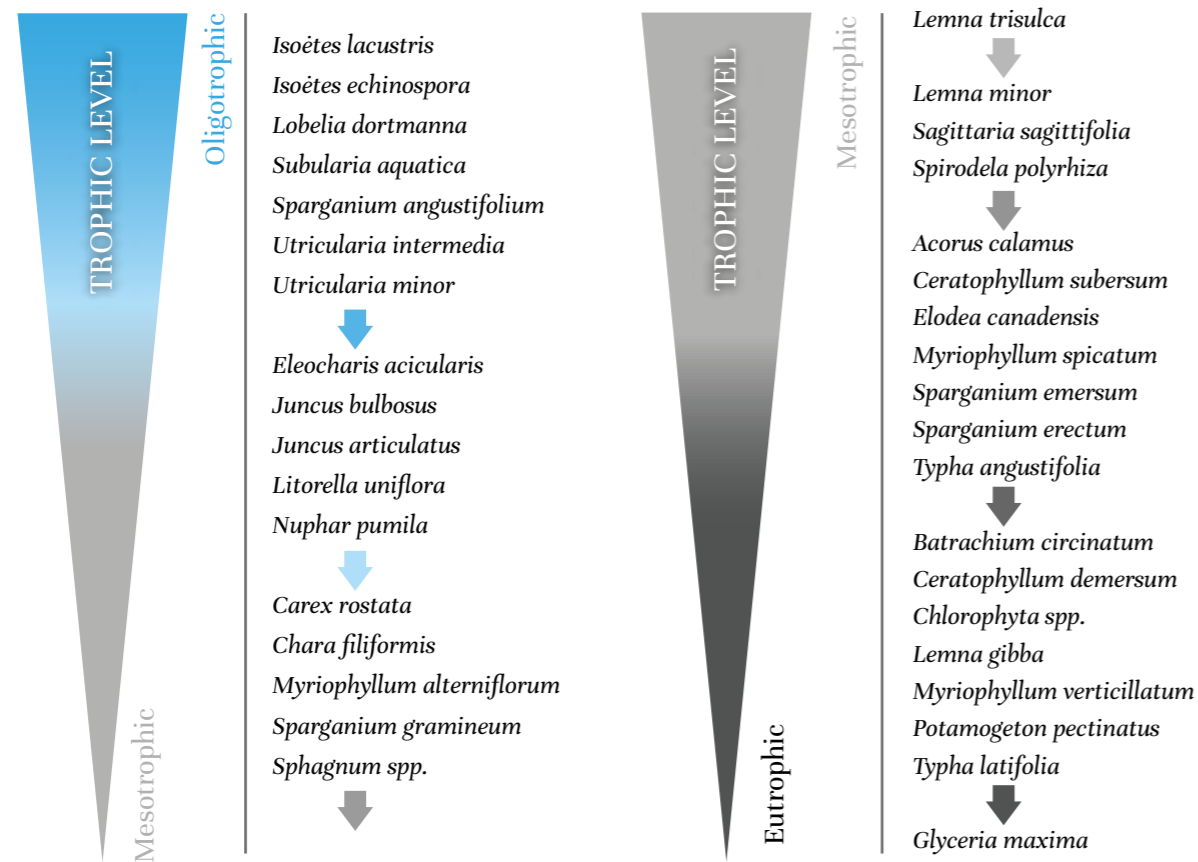 TROPHIC LEVEL
Oligotrophic
Mesotrophic
Isoëtes lacustris
Isoëtes echinospora
Lobelia dortmanna
Subularia aquatica
Sparganium angustifolium
Utricularia intermedia
Utricularia minor
Eleocharis acicularis
Juncus bulbosus
Juncus articulatus
Litorella uniflora
Nuphar pumila
Carex rostata
Chara filiformis
Myriophyllum alterniflorum
Sparganium gramineum
Sphagnum spp.
TROPHIC LEVEL
Mesotrophic
Eutrophic
Lemna trisulca
Lemna minor
Sagittaria sagittifolia
Spirodela polyrhiza
Acorus calamus
Ceratophyllum subersum
Elodea canadensis
Myriophyllum spicatum
Sparganium emersum
Sparganium erectum
Typha angustifolia
Batrachium circinatum
Ceratophyllum demersum
Chlorophyta spp.
Lemna gibba
Myriophyllum verticillatum
Potamogeton pectinatus
Typha latifolia
Glyceria maxima